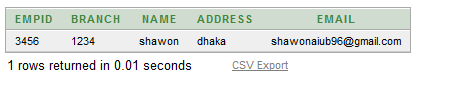 EMPID BRANCH NAME ADDRESS EMAIL
3456 1234 shawon dhaka shawonaiub96@gmail.com
1 rows returned in 0.01 seconds CSV Export